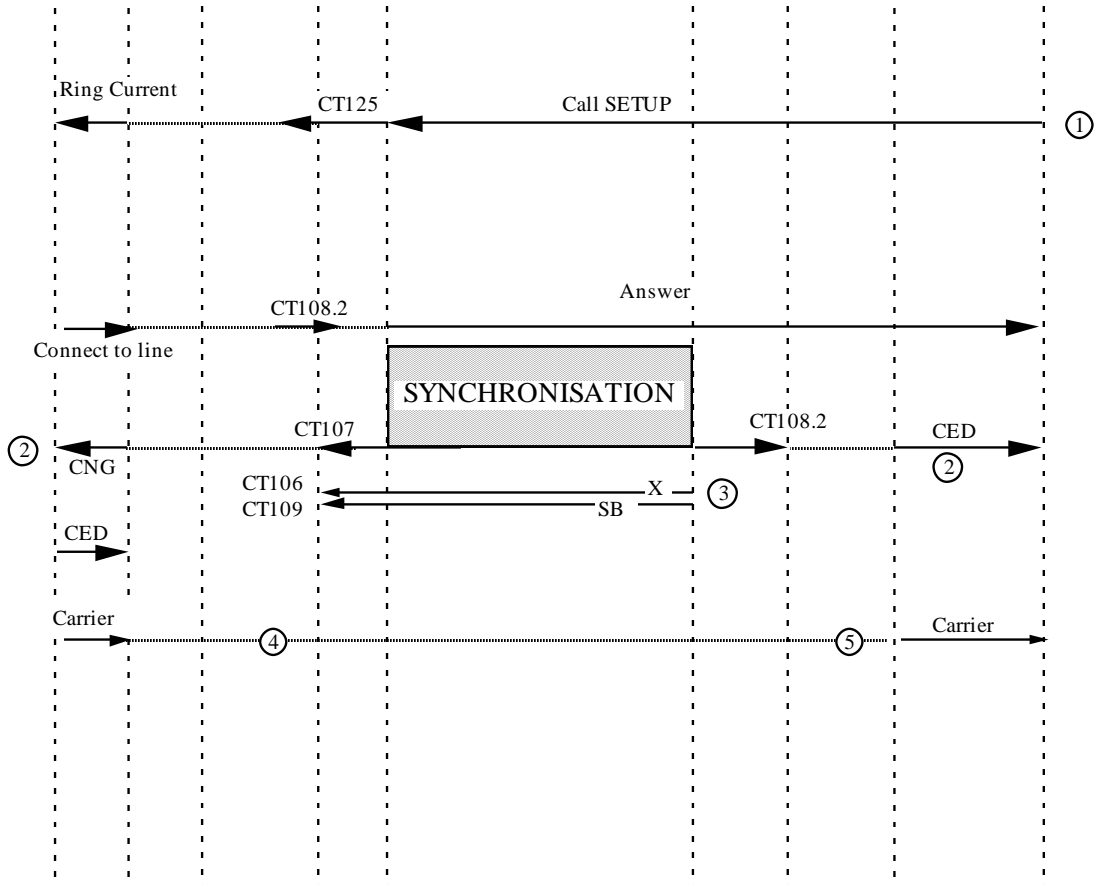 Ring Current
CT125
Call SETUP
1
CT108.2
Answer
Connect to line
SYNCHRONISATION
2
CT107
CT108.2
CED
CNG
2
CT106
X
3
CT109
SB
CED
Carrier
4
5
Carrier